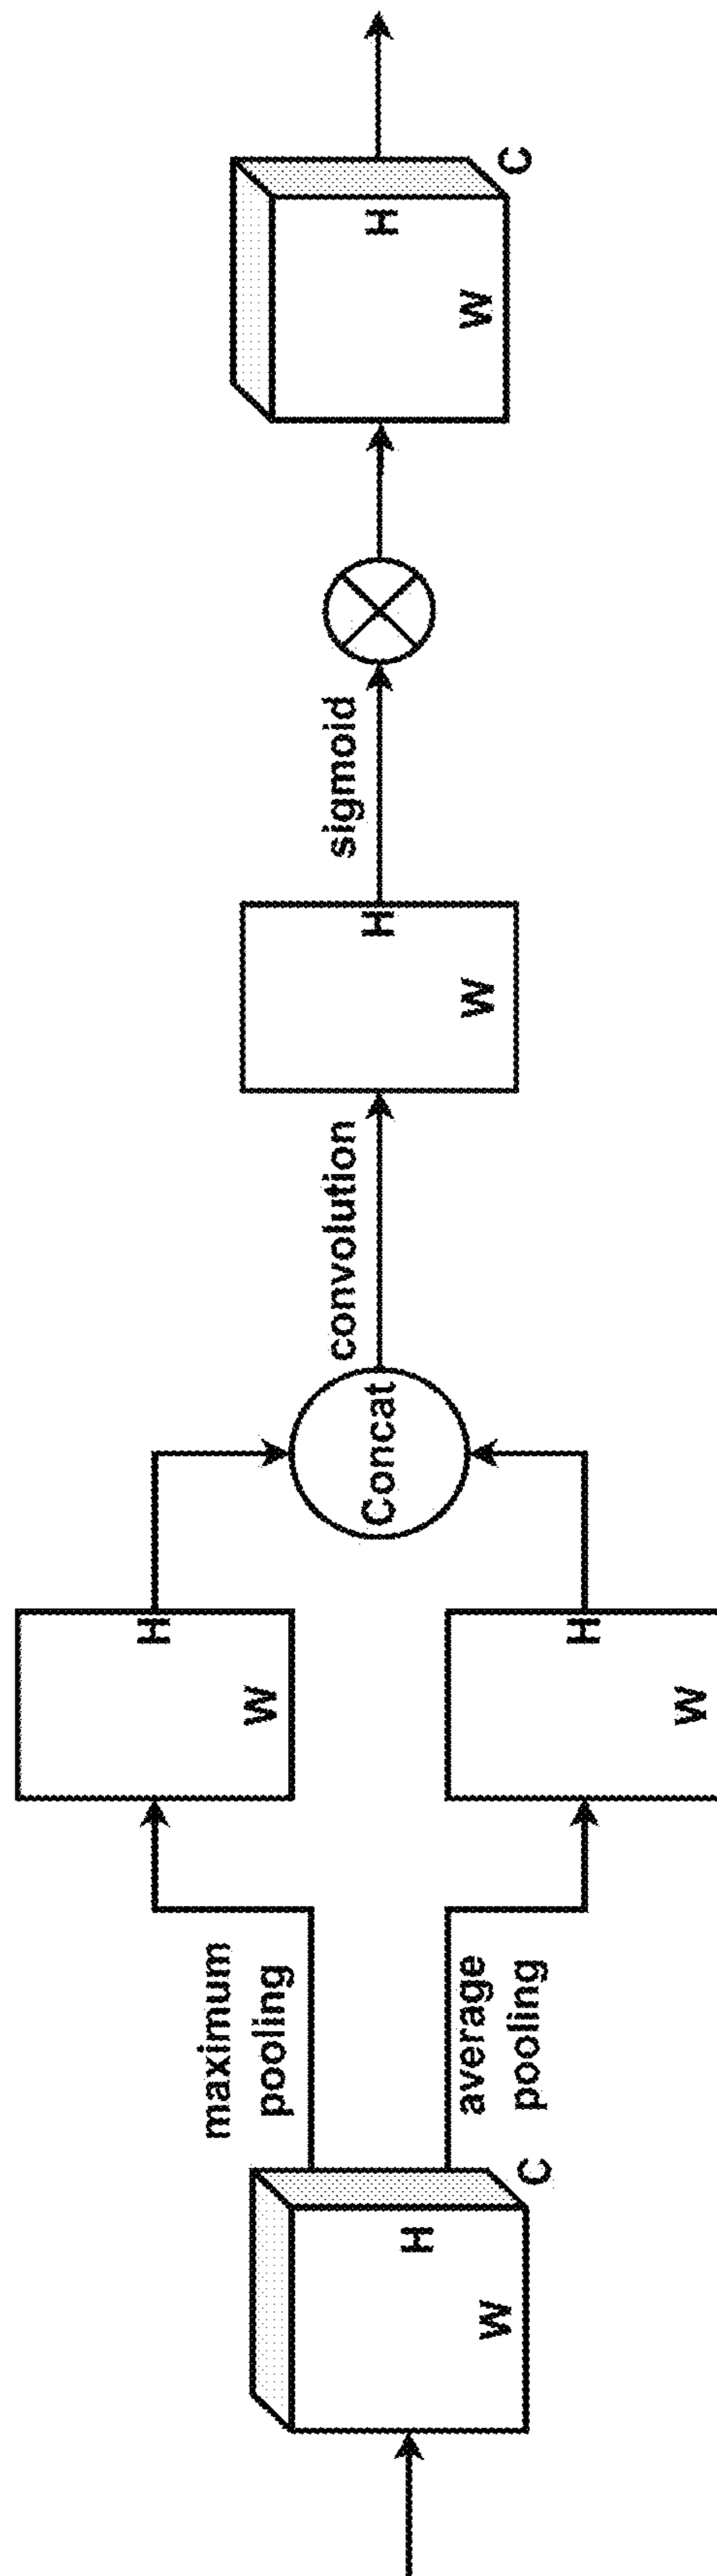 H
W
C
maximum
pooling
average
pooling
H
W
H
W
Concat
convolution
H
W
sigmoid
H
W
C